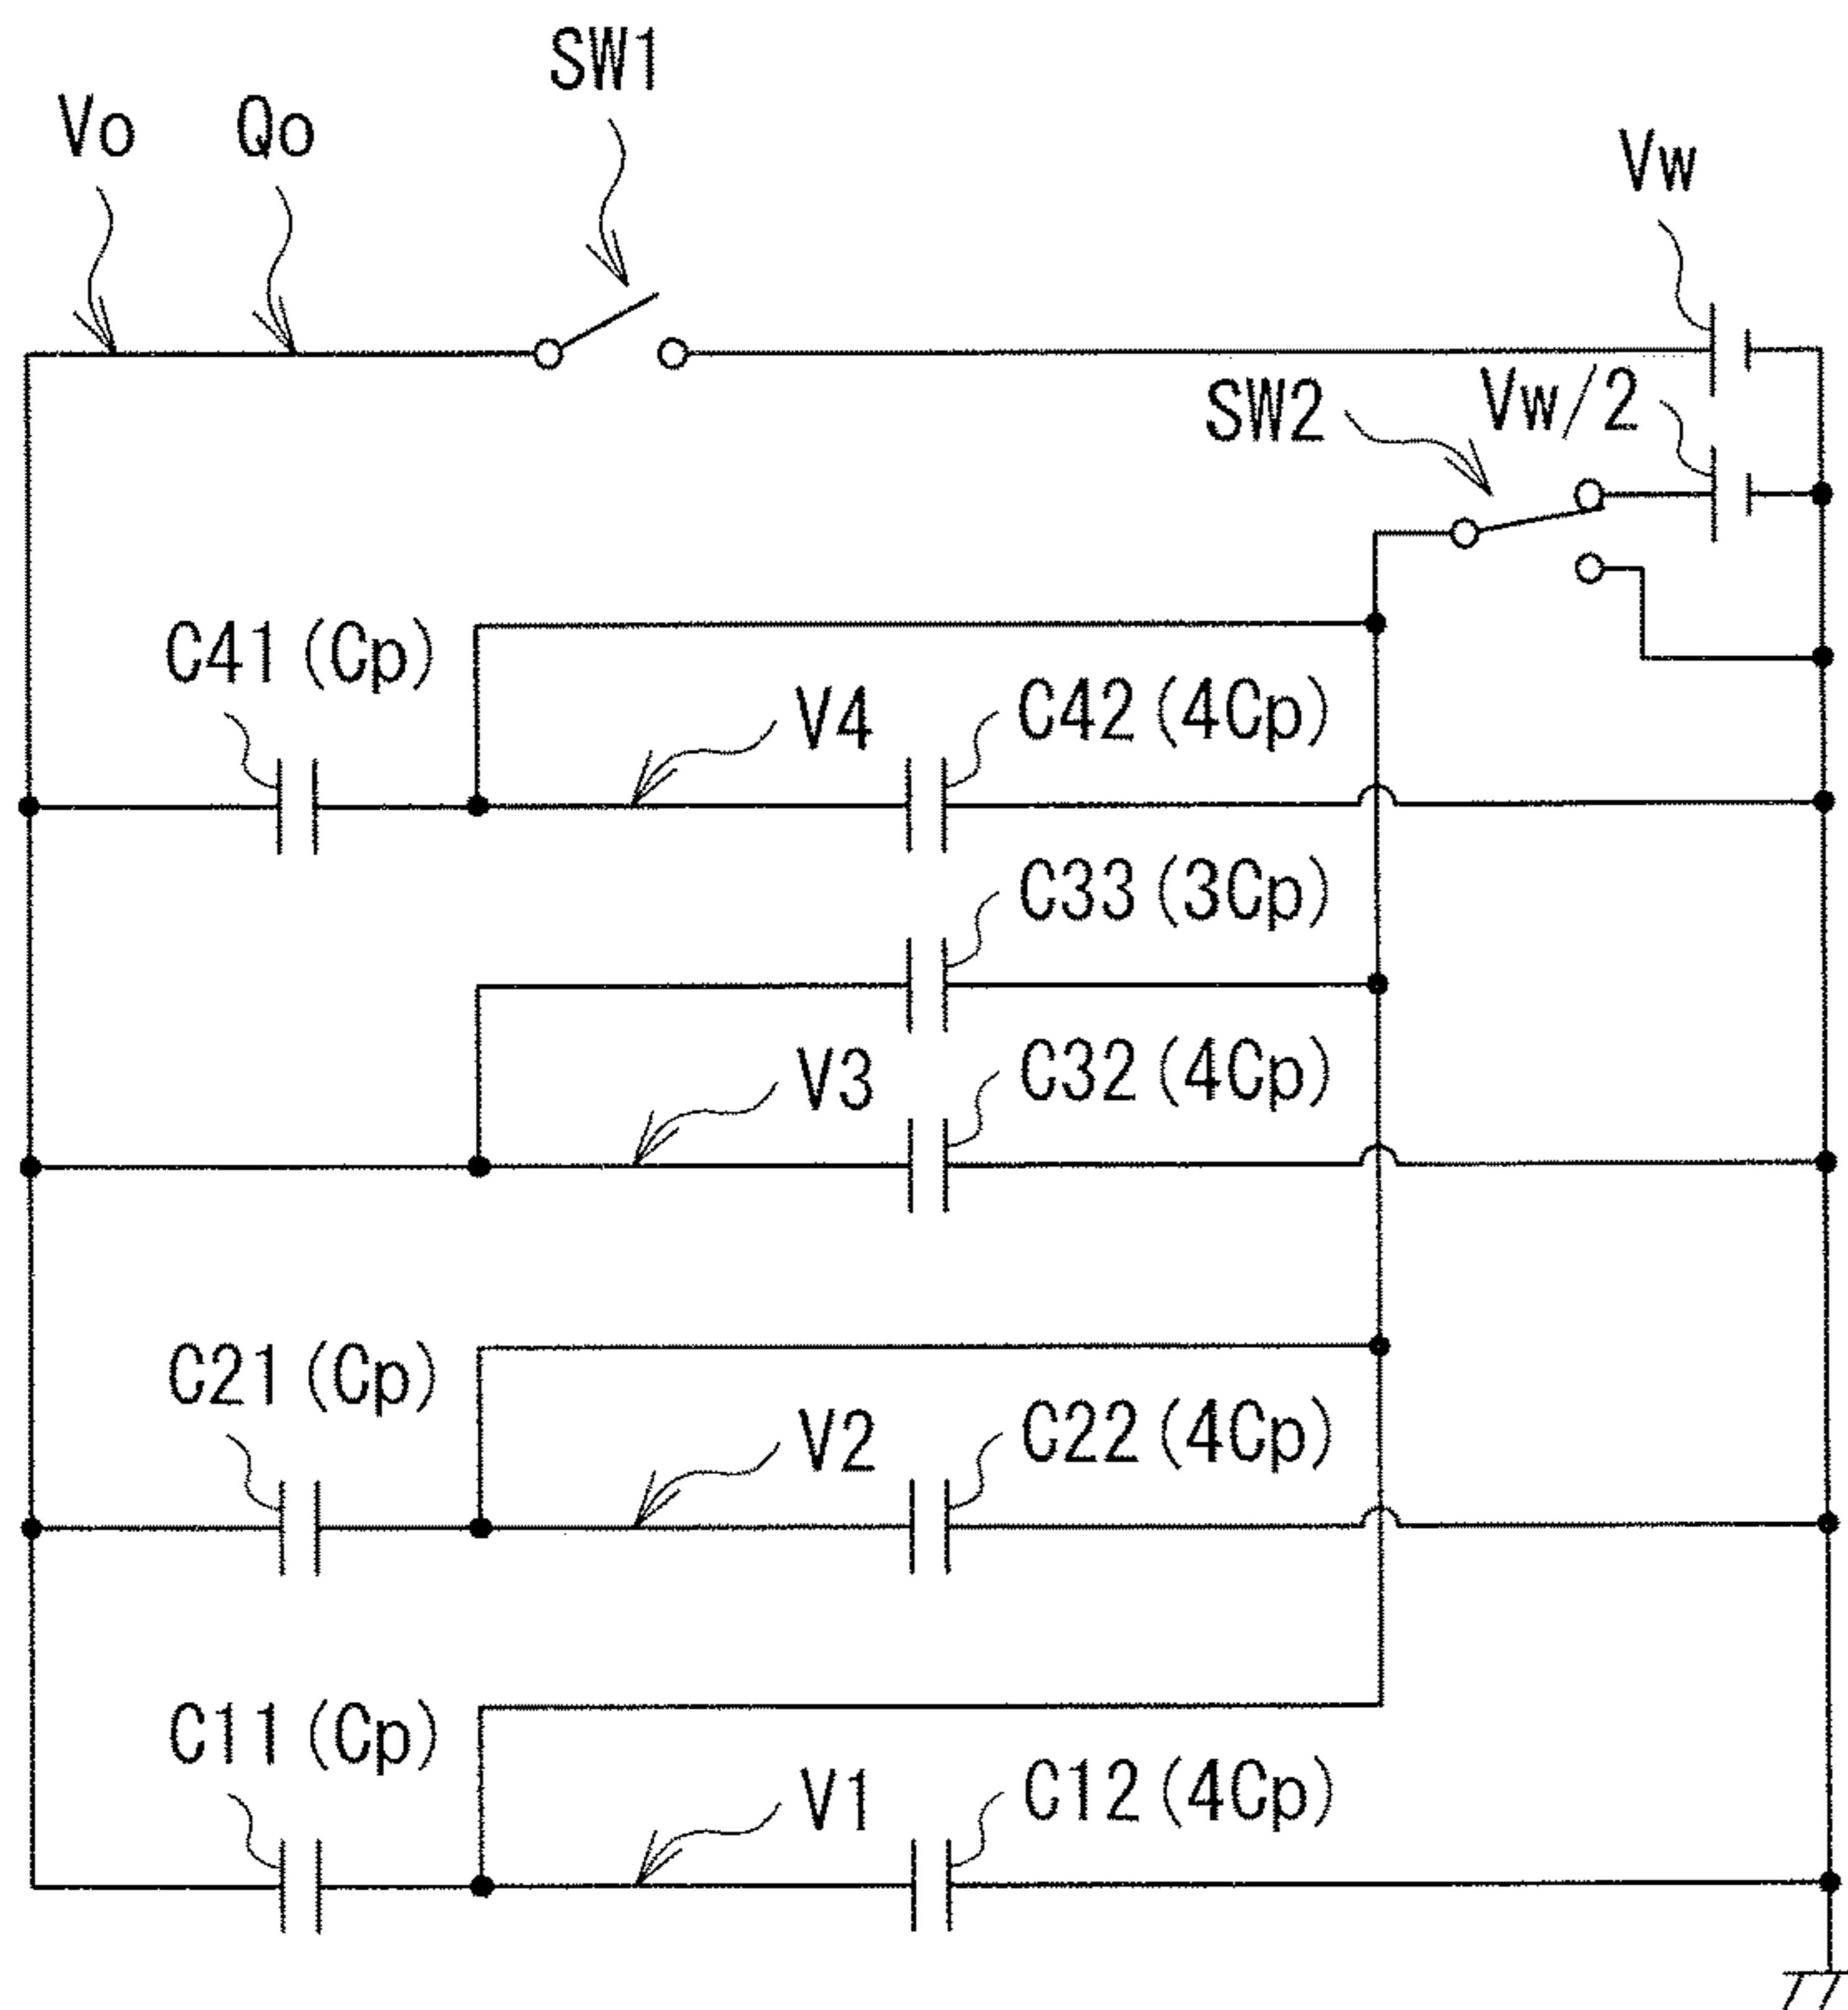 SW1
Vo
Qo
Vw
SW2
Vw/2
C41(Cp)
V4
C42(4Cp)
C33(3Cp)
V3
C32(4Cp)
C21(Cp)
V2
C22(4Cp)
C11(Cp)
V1
C12(4Cp)